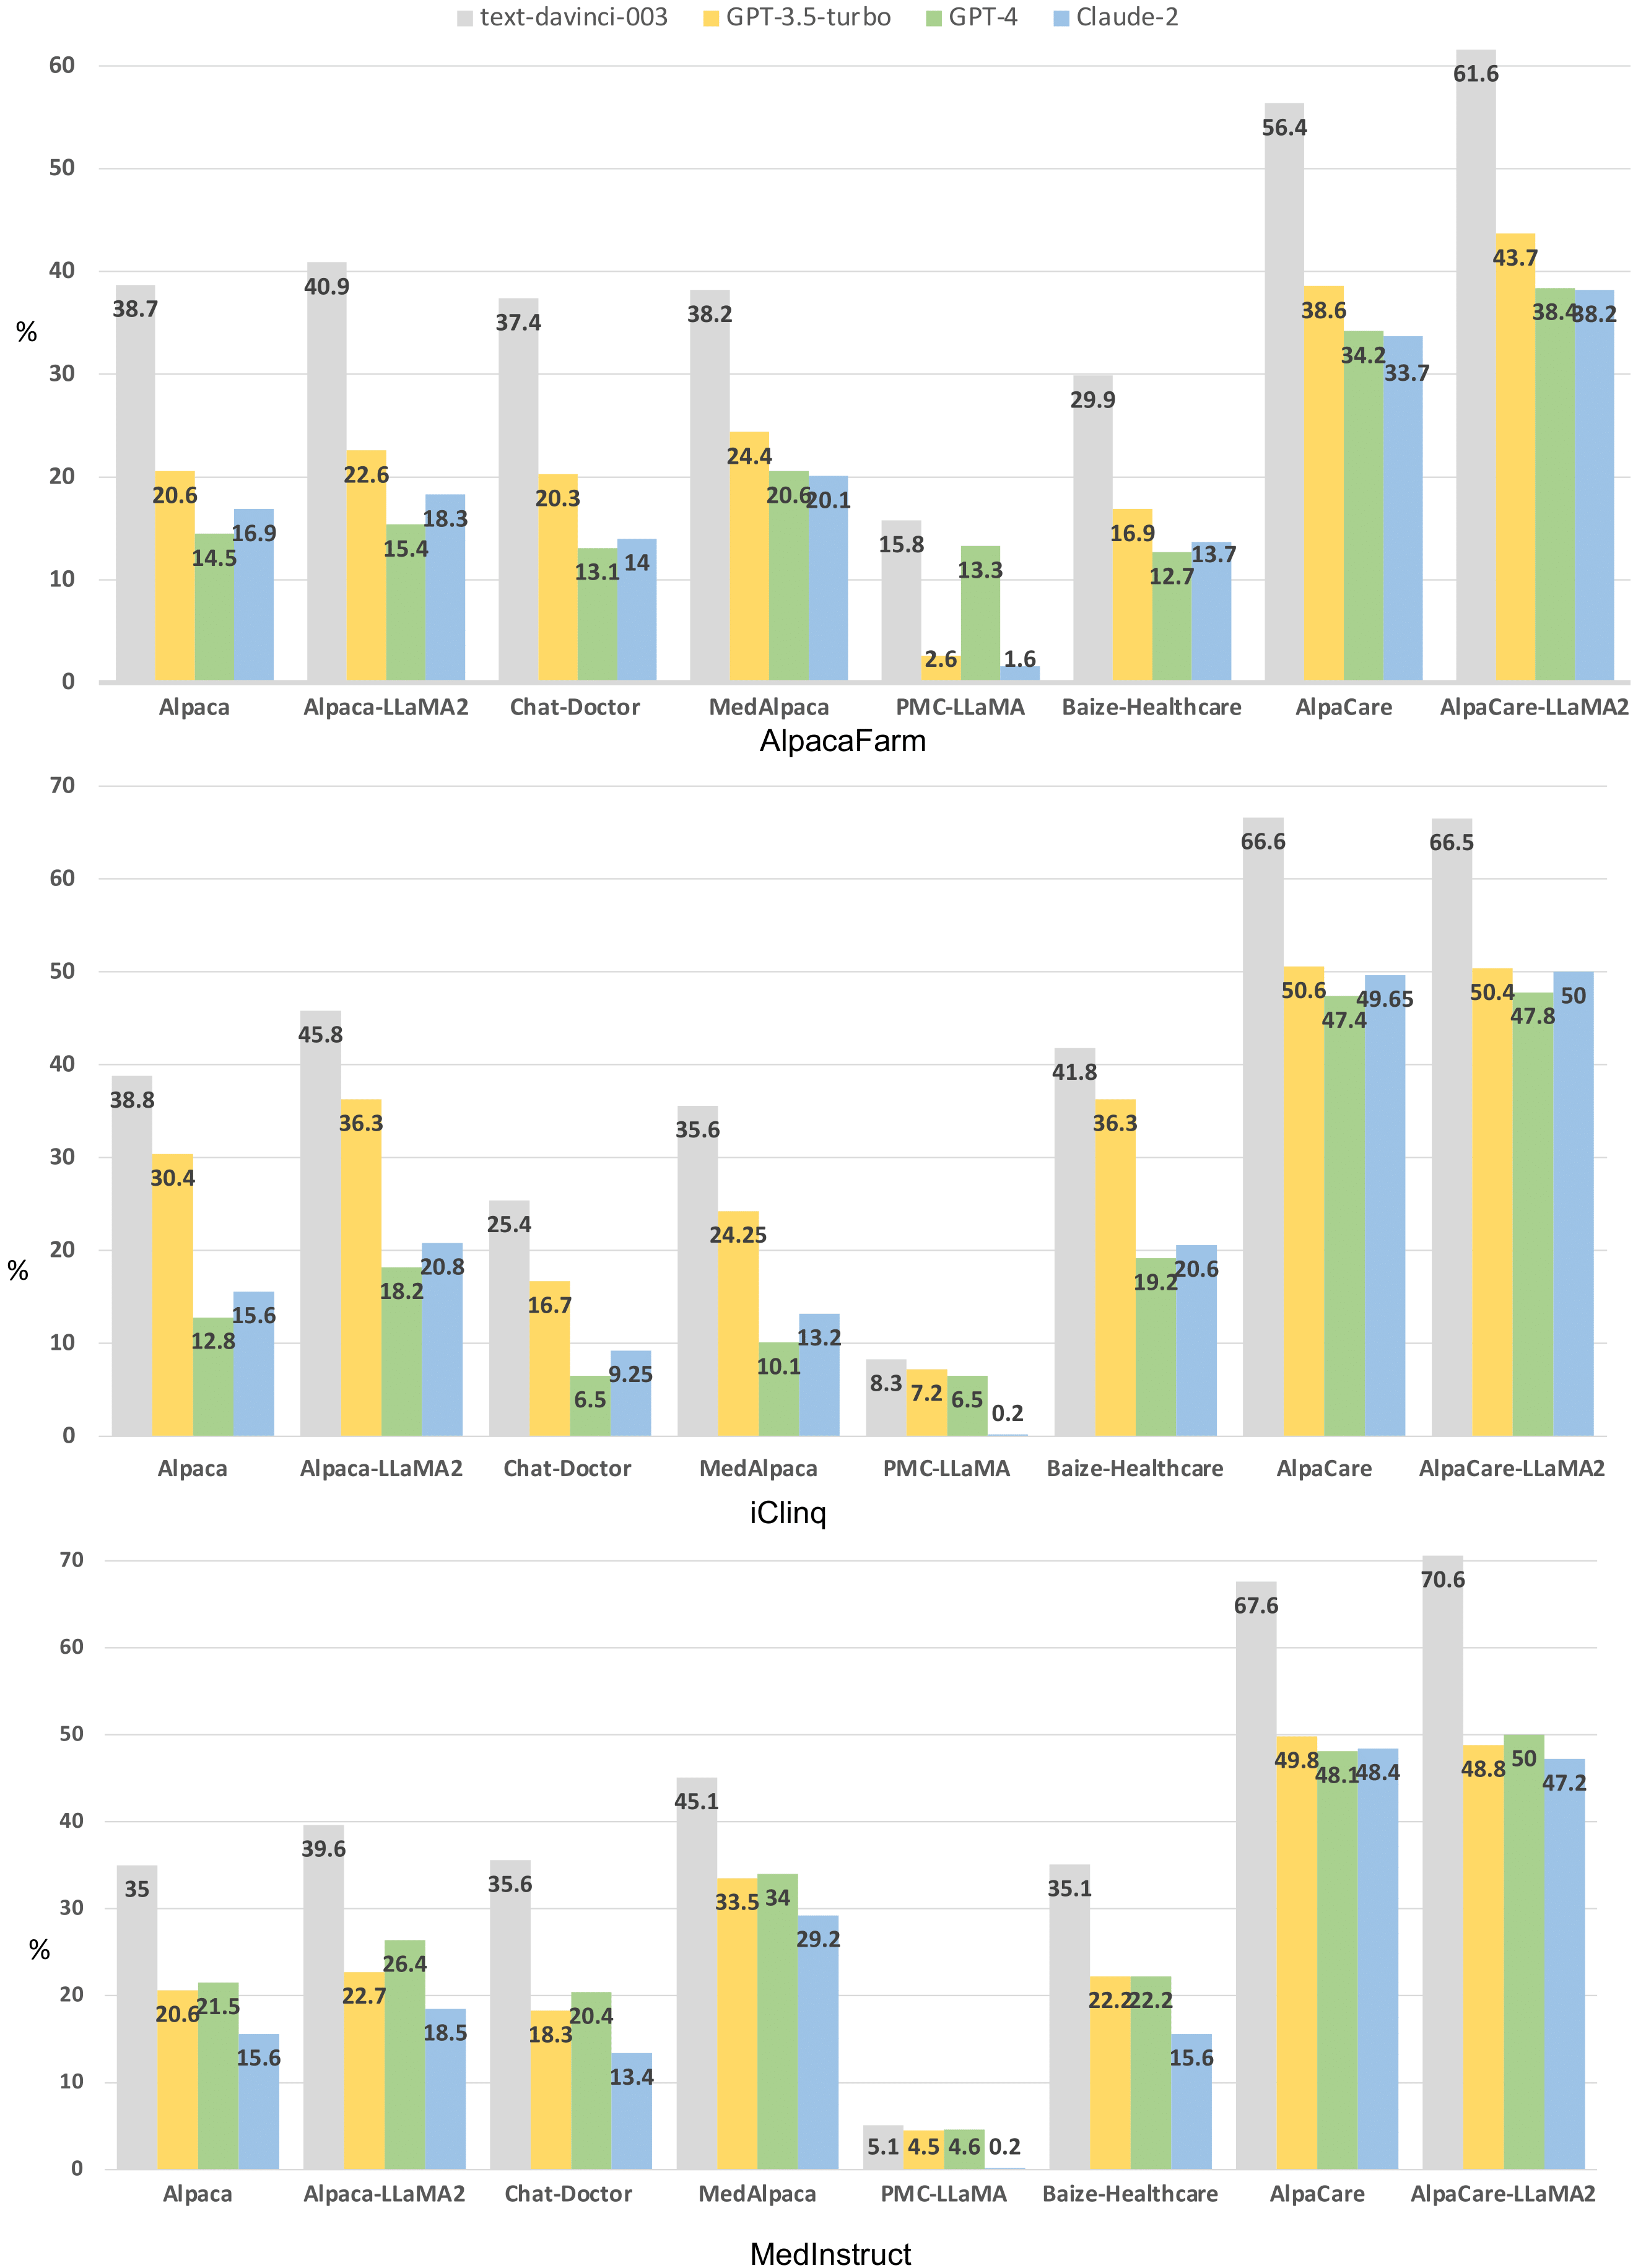 text-davinci-003 GPT-3.5-turbo GPT-4 Claude-2
60
50
40
30
20
10
0
%
38.7 20.6 14.5 16.9
40.9 22.6 15.4 18.3
37.4 20.3 13.1 14
38.2 24.4 20.6 20.1
15.8 2.6 13.3 1.6
29.9 16.9 12.7 13.7
56.4 38.6 34.2 33.7
61.6 43.7 38.4 38.2
Alpaca Alpaca-LLaMA2 Chat-Doctor MedAlpaca PMC-LLaMA Baize-Healthcare AlpaCare AlpaCare-LLaMA2
AlpacaFarm
70
60
50
40
30
20
10
0
%
38.8 30.4 12.8 15.6
45.8 36.3 18.2 20.8
25.4 16.7 6.5 9.25
35.6 24.25 10.1 13.2
8.3 7.2 6.5 0.2
41.8 36.3 19.2 20.6
66.6 50.6 47.4 49.65
66.5 50.4 47.8 50
Alpaca Alpaca-LLaMA2 Chat-Doctor MedAlpaca PMC-LLaMA Baize-Healthcare AlpaCare AlpaCare-LLaMA2
iClinq
70
60
50
40
30
20
10
0
%
35 20.6 21.5 15.6
39.6 22.7 26.4 18.5
35.6 18.3 20.4 13.4
45.1 33.5 34 29.2
5.1 4.5 4.6 0.2
35.1 22.2 22.2 15.6
67.6 49.8 48.1 48.4
70.6 48.8 50 47.2
Alpaca Alpaca-LLaMA2 Chat-Doctor MedAlpaca PMC-LLaMA Baize-Healthcare AlpaCare AlpaCare-LLaMA2
MedInstruct